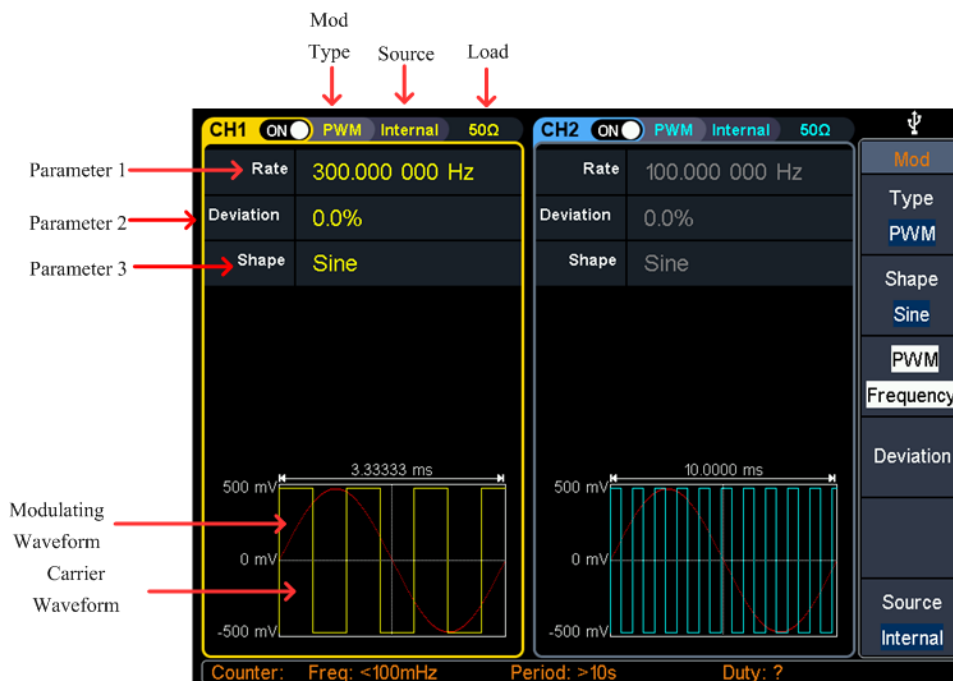 Mod
Type Source Load
CH1 ON PWM Internal 50Ω CH2 ON PWM Internal 50Ω
Mod
Parameter 1 Rate 300.000 000 Hz Rate 100.000 000 Hz
Type
PWM
Parameter 2 Deviation 0.0% Deviation 0.0%
Parameter 3 Shape Sine Shape Sine
Shape
Sine
PWM
Frequency
Deviation
3.33333 ms 10.0000 ms
500 mV 500 mV
Modulating
Waveform
0 mV 0 mV
Carrier
Waveform
-500 mV -500 mV
Source
Internal
Counter: Freq: <100mHz Period: >10s Duty: ?